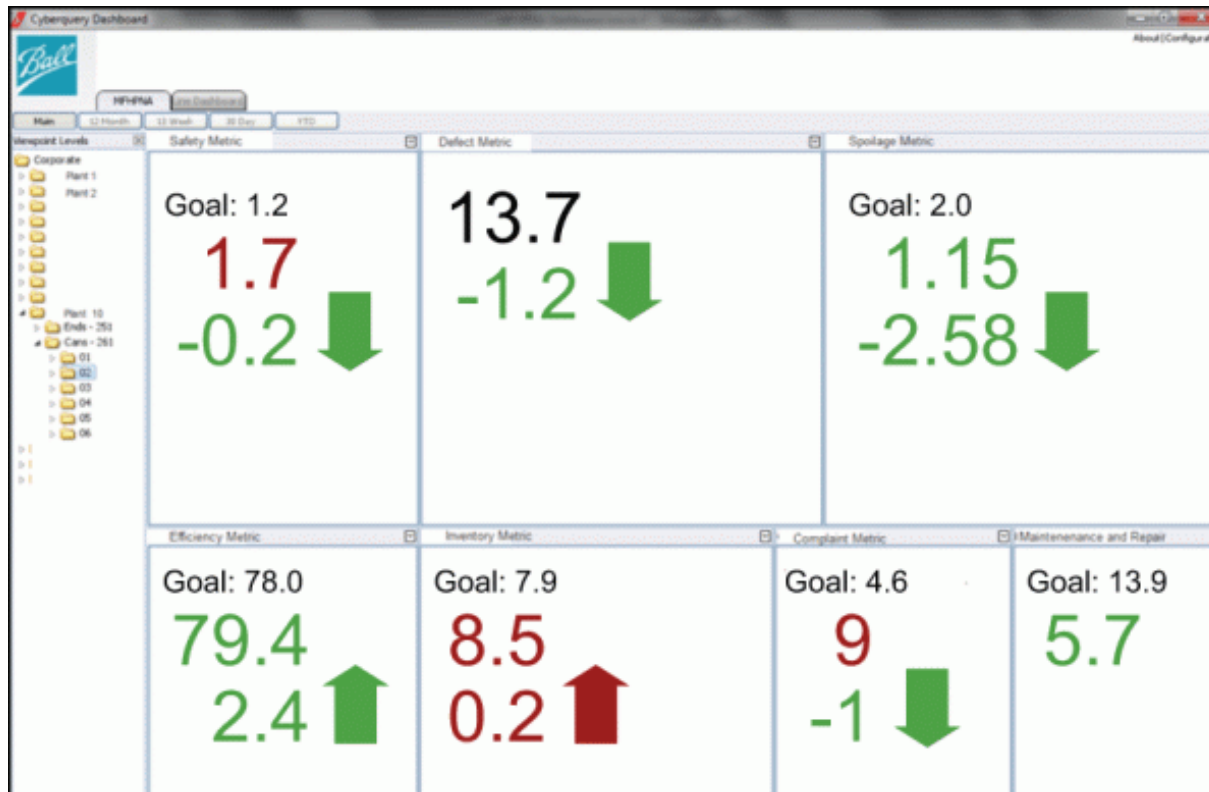 Cyberquery Dashboard
About | Configurat
Ball
MFHPNA
Line Dashboard
Main 12 Month 13 Week 30 Day YTD
Viewpoint Levels
Corporate
Plant 1
Plant 2
Plant 10
Ends - 251
Cans - 261
01
02
03
04
05
06
Safety Metric
Goal: 1.2
1.7
-0.2
Defect Metric
13.7
-1.2
Spoilage Metric
Goal: 2.0
1.15
-2.58
Efficiency Metric
Goal: 78.0
79.4
2.4
Inventory Metric
Goal: 7.9
8.5
0.2
Complaint Metric
Goal: 4.6
9
-1
Maintenenance and Repair
Goal: 13.9
5.7